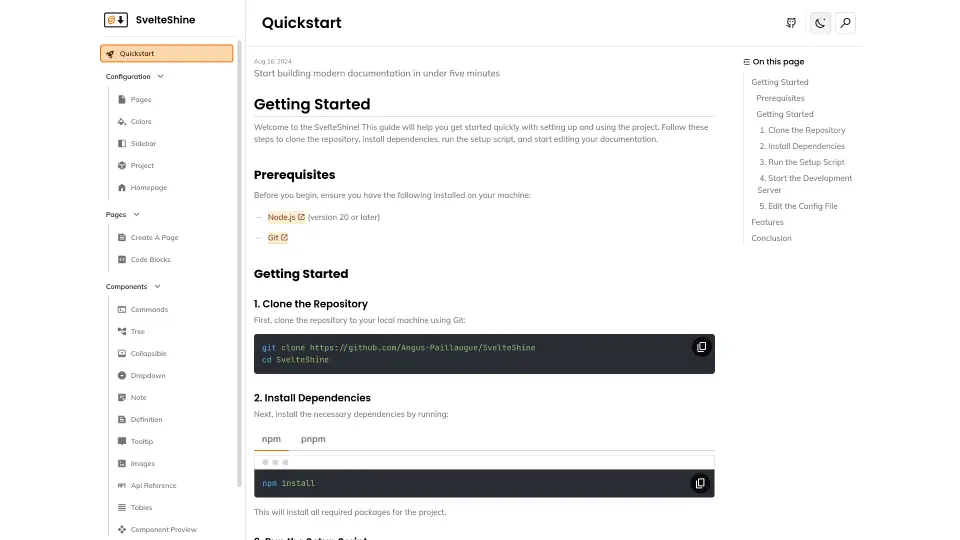 SvelteShine
Quickstart
Quickstart
Configuration
Pages
Colors
Sidebar
Project
Homepage
Pages
Create A Page
Code Blocks
Components
Commands
Tree
Collapsible
Dropdown
Note
Definition
Tooltip
Images
Api Reference
Tables
Component Preview
Aug 16, 2024
Start building modern documentation in under five minutes
Getting Started
Welcome to the SvelteShine! This guide will help you get started quickly with setting up and using the project. Follow these
steps to clone the repository, install dependencies, run the setup script, and start editing your documentation.
Prerequisites
Before you begin, ensure you have the following installed on your machine:
Node.js (version 20 or later)
Git
Getting Started
1. Clone the Repository
First, clone the repository to your local machine using Git:
git clone https://github.com/Angus-Paillaugue/SvelteShine
cd SvelteShine
2. Install Dependencies
Next, install the necessary dependencies by running:
npm pnpm
npm install
This will install all required packages for the project.
3. Run the Setup Script
On this page
Getting Started
Prerequisites
Getting Started
1. Clone the Repository
2. Install Dependencies
3. Run the Setup Script
4. Start the Development
Server
5. Edit the Config File
Features
Conclusion